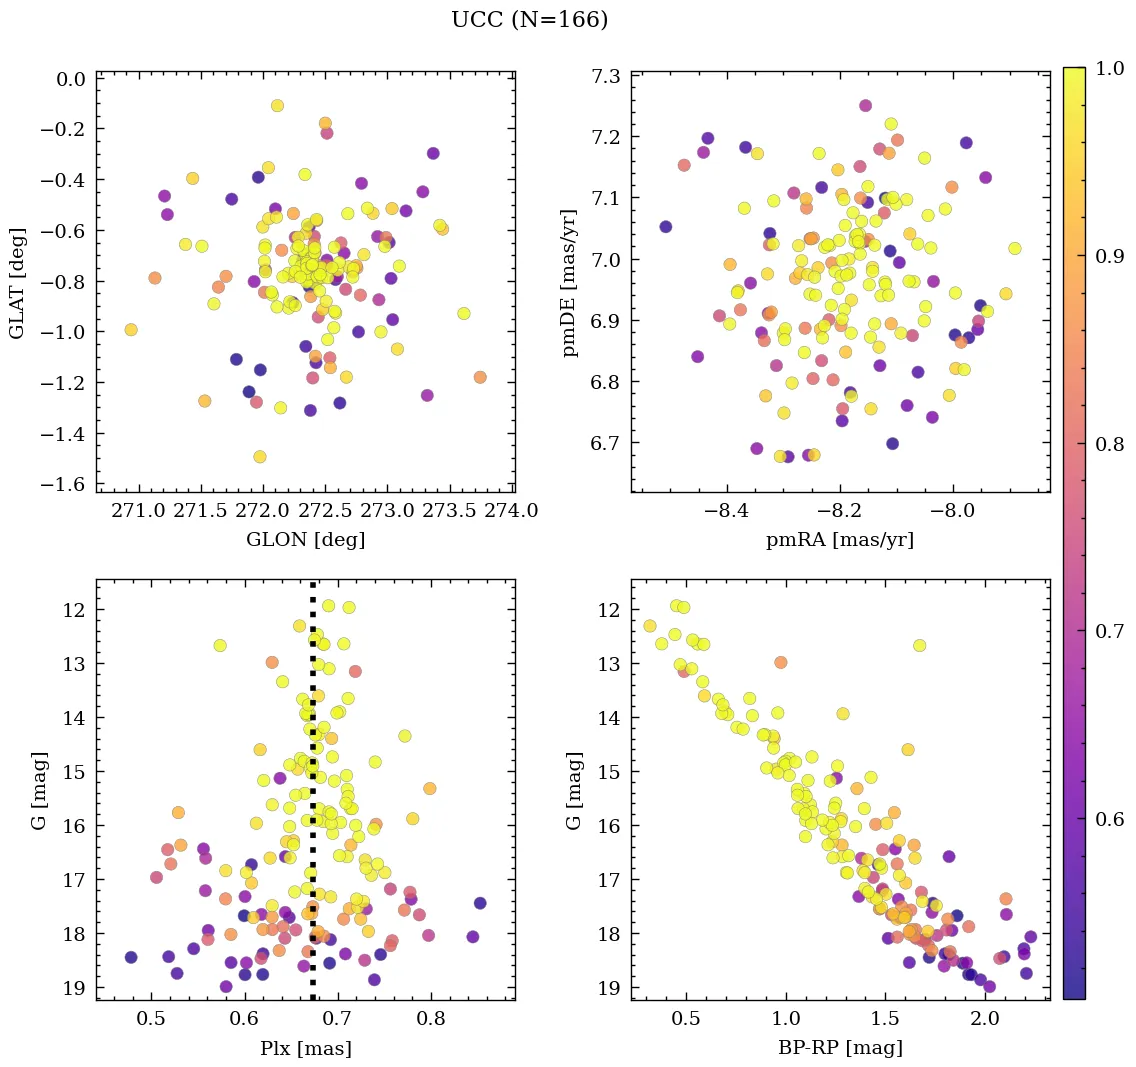 UCC (N=166)
0.0
−0.2
−0.4
−0.6
−0.8
−1.0
−1.2
−1.4
−1.6
GLAT [deg]
271.0 271.5 272.0 272.5 273.0 273.5 274.0
GLON [deg]
7.3
7.2
7.1
7.0
6.9
6.8
6.7
pmDE [mas/yr]
−8.4 −8.2 −8.0
pmRA [mas/yr]
1.0
0.9
0.8
0.7
0.6
12
13
14
15
16
17
18
19
G [mag]
0.5 0.6 0.7 0.8
Plx [mas]
12
13
14
15
16
17
18
19
G [mag]
0.5 1.0 1.5 2.0
BP-RP [mag]